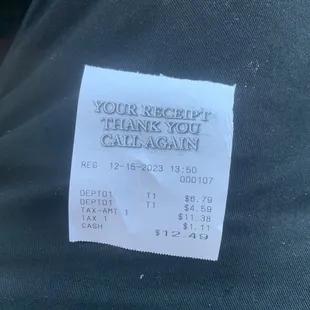 YOUR RECEIPT
THANK YOU
CALL AGAIN
REG 12-15-2023 13:50
000107
DEPT01 T1 $6.79
DEPT01 T1 $4.59
TAX-AMT 1 $11.38
TAX 1 $1.11
CASH $12.49